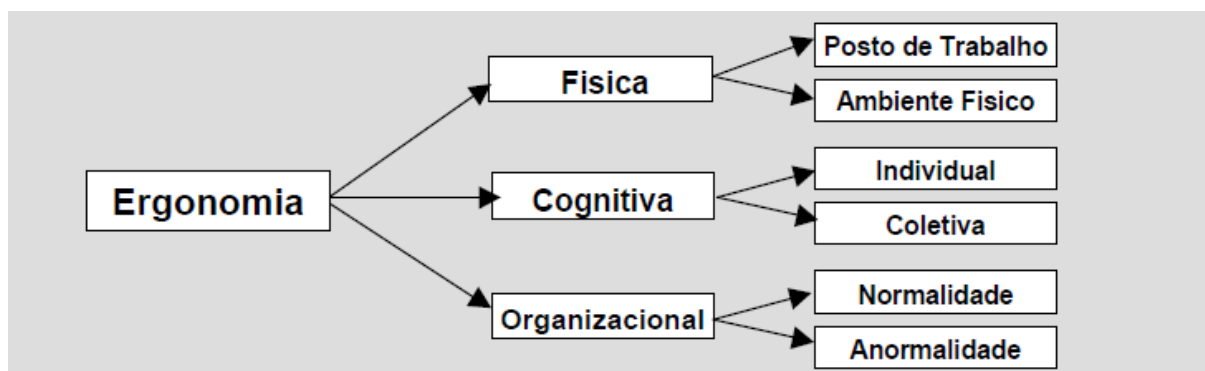 Ergonomia
Fisica
Posto de Trabalho
Ambiente Fisico
Cognitiva
Individual
Coletiva
Organizacional
Normalidade
Anormalidade